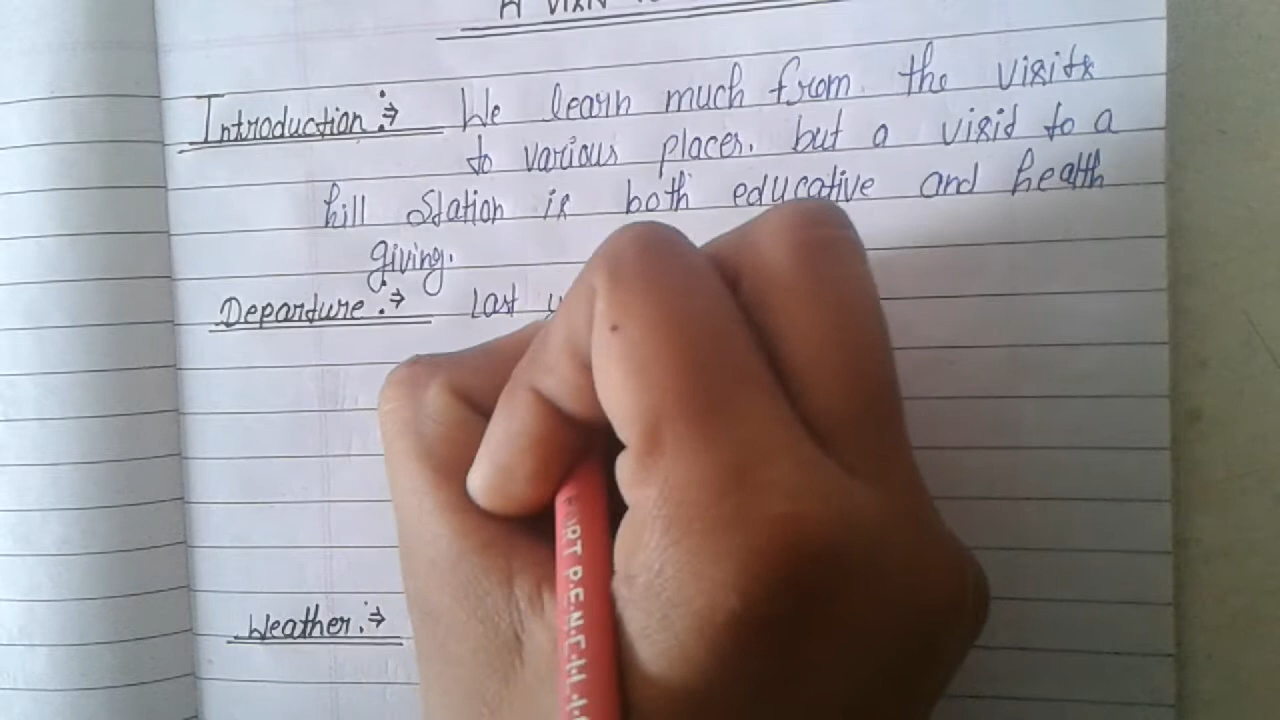 Introduction :→ We learn much from the visits
to various places. but a visit to a
hill Station is both educative and health
giving.
Departure :→ Last
Weather :→